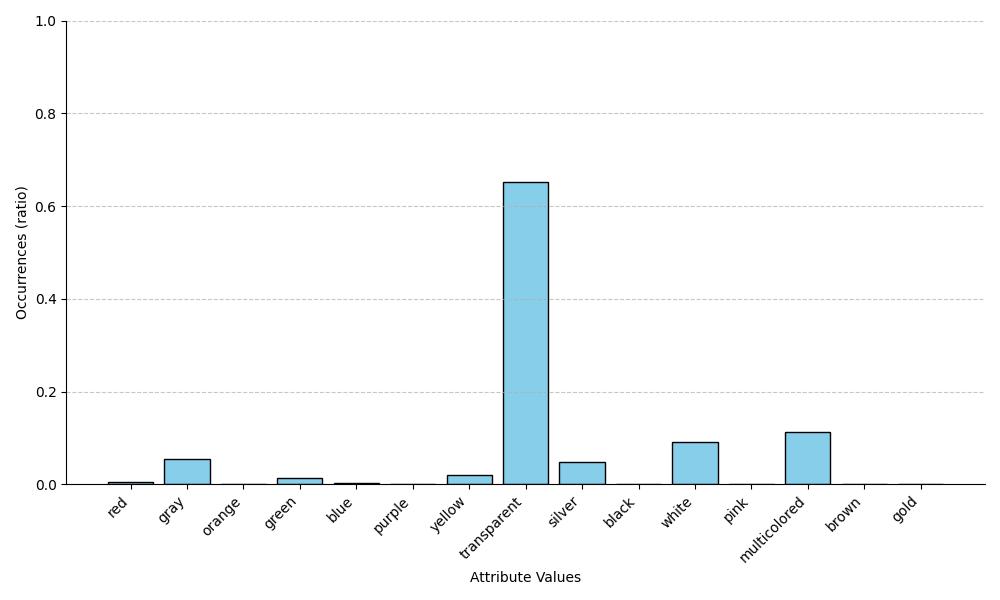 1.0
0.8
0.6
0.4
0.2
0.0
Occurrences (ratio)
red
gray
orange
green
blue
purple
yellow
transparent
silver
black
white
pink
multicolored
brown
gold
Attribute Values